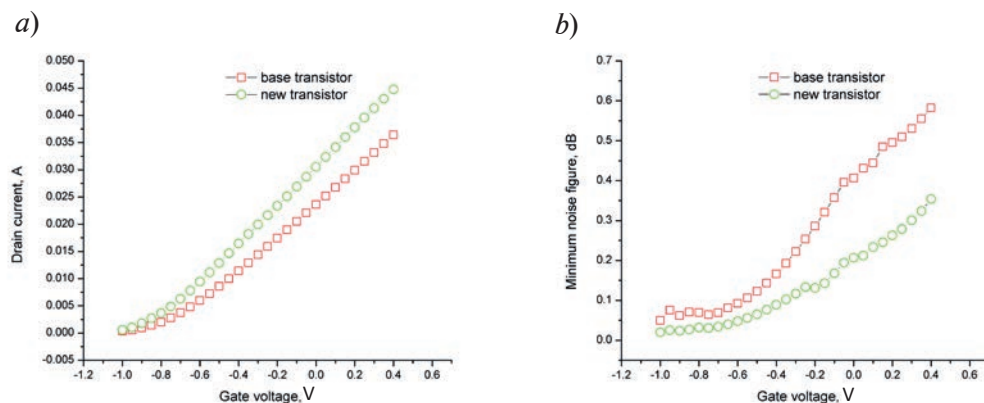 a)
b)
0.050
0.045
0.040
0.035
0.030
0.025
0.020
0.015
0.010
0.005
0.000
-0.005
Drain current, A
base transistor
new transistor
-1.2 -1.0 -0.8 -0.6 -0.4 -0.2 0.0 0.2 0.4 0.6
Gate voltage, V
0.7
0.6
0.5
0.4
0.3
0.2
0.1
0.0
Minimum noise figure, dB
base transistor
new transistor
-1.2 -1.0 -0.8 -0.6 -0.4 -0.2 0.0 0.2 0.4 0.6
Gate voltage, V